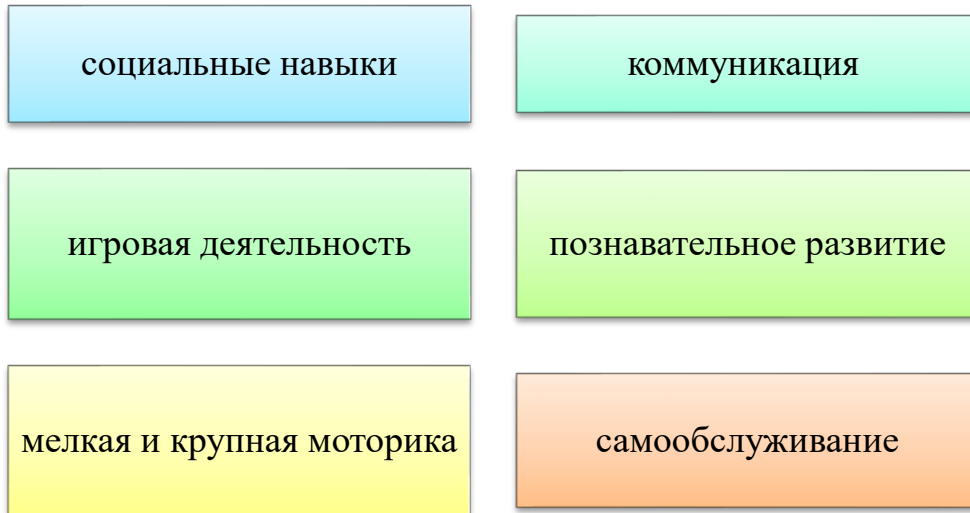 социальные навыки
коммуникация
игровая деятельность
познавательное развитие
мелкая и крупная моторика
самообслуживание